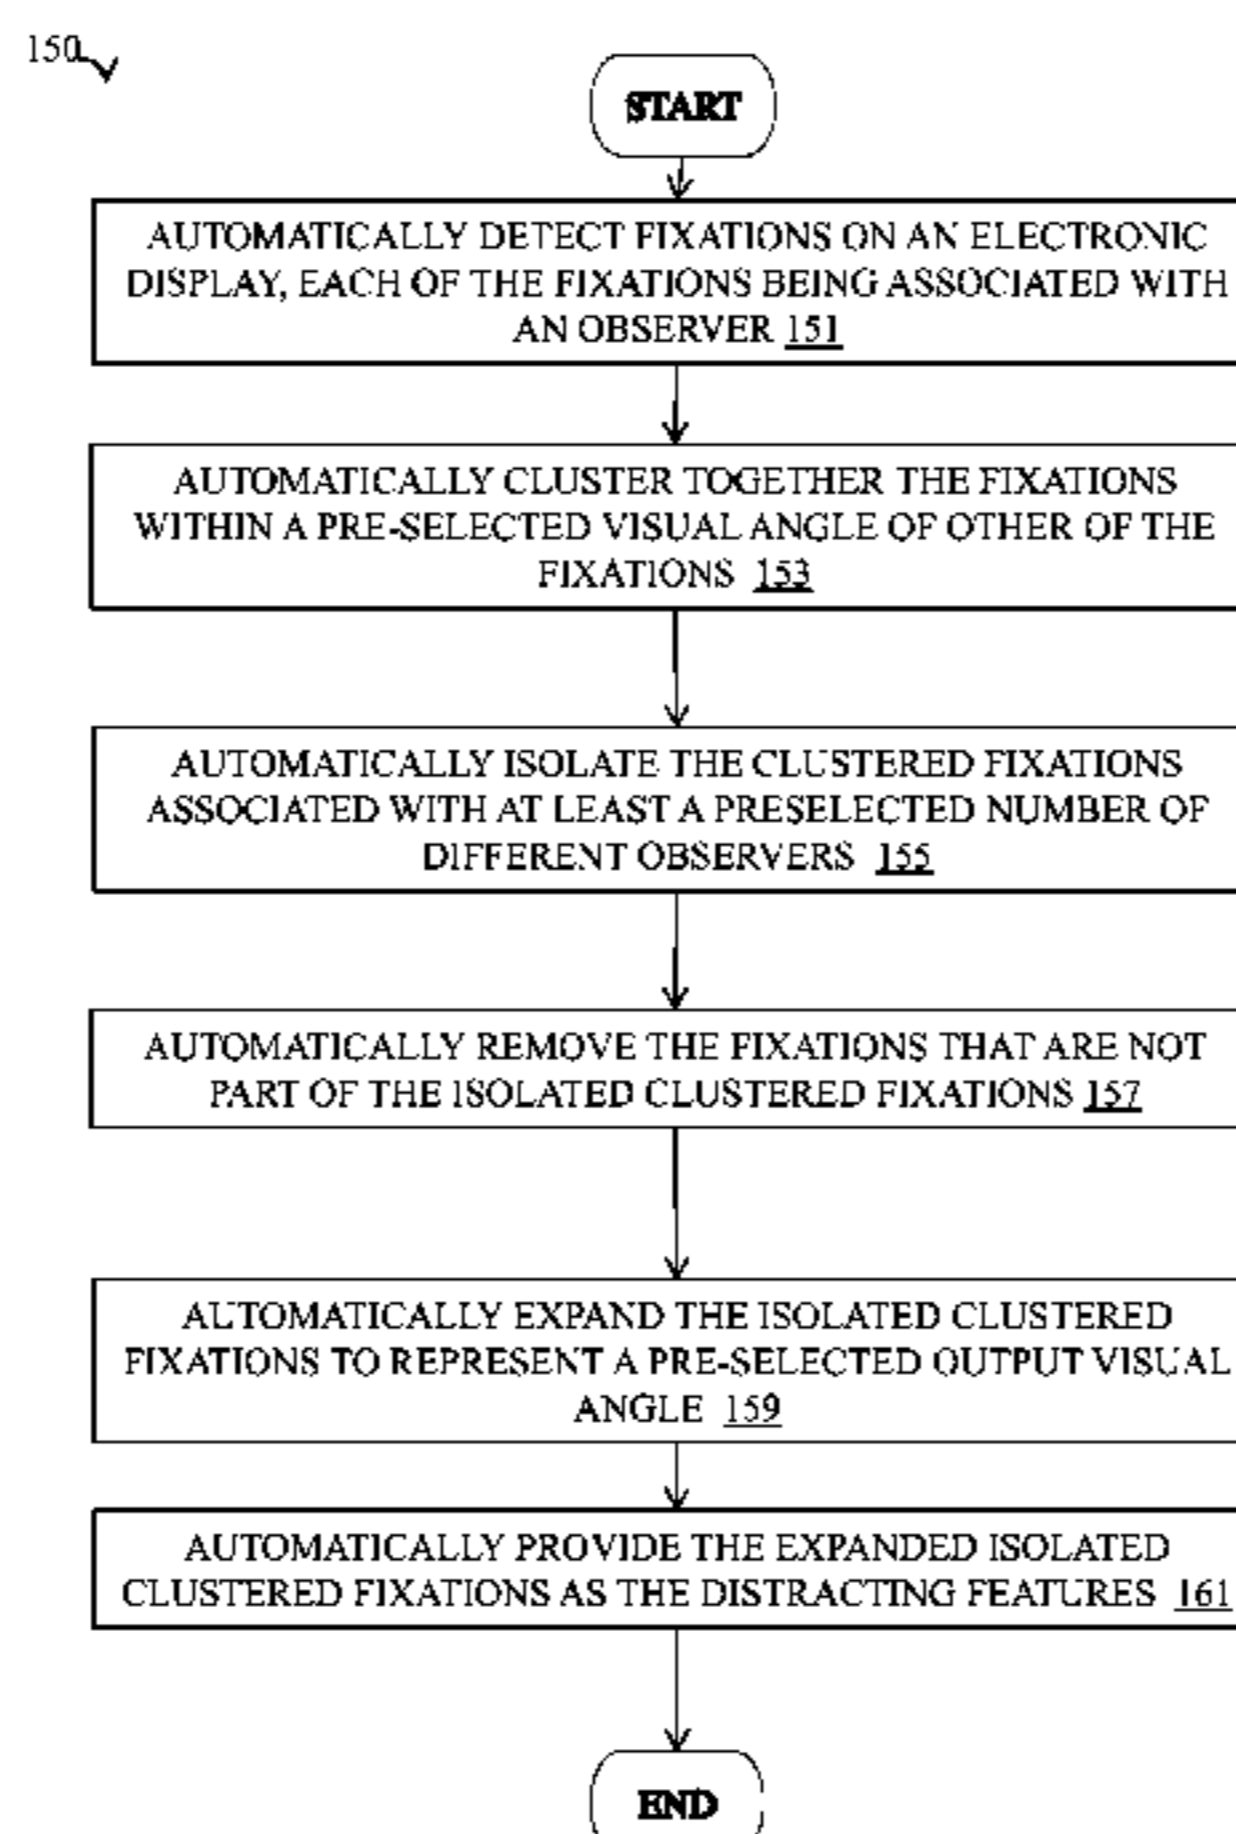 150
START
AUTOMATICALLY DETECT FIXATIONS ON AN ELECTRONIC
DISPLAY, EACH OF THE FIXATIONS BEING ASSOCIATED WITH
AN OBSERVER 151
AUTOMATICALLY CLUSTER TOGETHER THE FIXATIONS
WITHIN A PRE-SELECTED VISUAL ANGLE OF OTHER OF THE
FIXATIONS 153
AUTOMATICALLY ISOLATE THE CLUSTERED FIXATIONS
ASSOCIATED WITH AT LEAST A PRESELECTED NUMBER OF
DIFFERENT OBSERVERS 155
AUTOMATICALLY REMOVE THE FIXATIONS THAT ARE NOT
PART OF THE ISOLATED CLUSTERED FIXATIONS 157
AUTOMATICALLY EXPAND THE ISOLATED CLUSTERED
FIXATIONS TO REPRESENT A PRE-SELECTED OUTPUT VISUAL
ANGLE 159
AUTOMATICALLY PROVIDE THE EXPANDED ISOLATED
CLUSTERED FIXATIONS AS THE DISTRACTING FEATURES 161
END